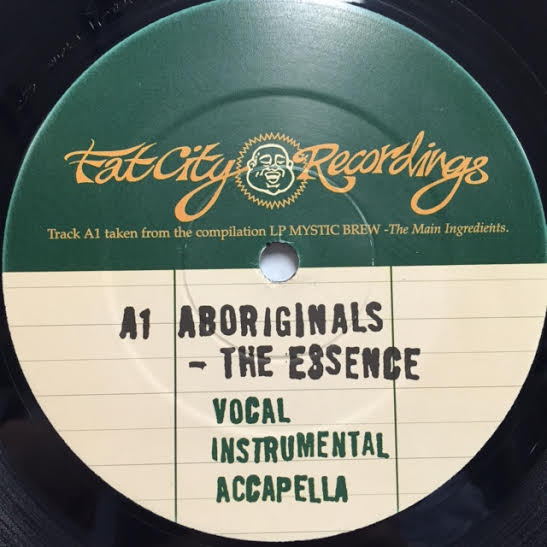 Fat City Recordings
Track A1 taken from the compilation LP MYSTIC BREW -The Main Ingredients.
A1 ABORIGINALS
- THE ESSENCE
VOCAL
INSTRUMENTAL
ACCAPELLA